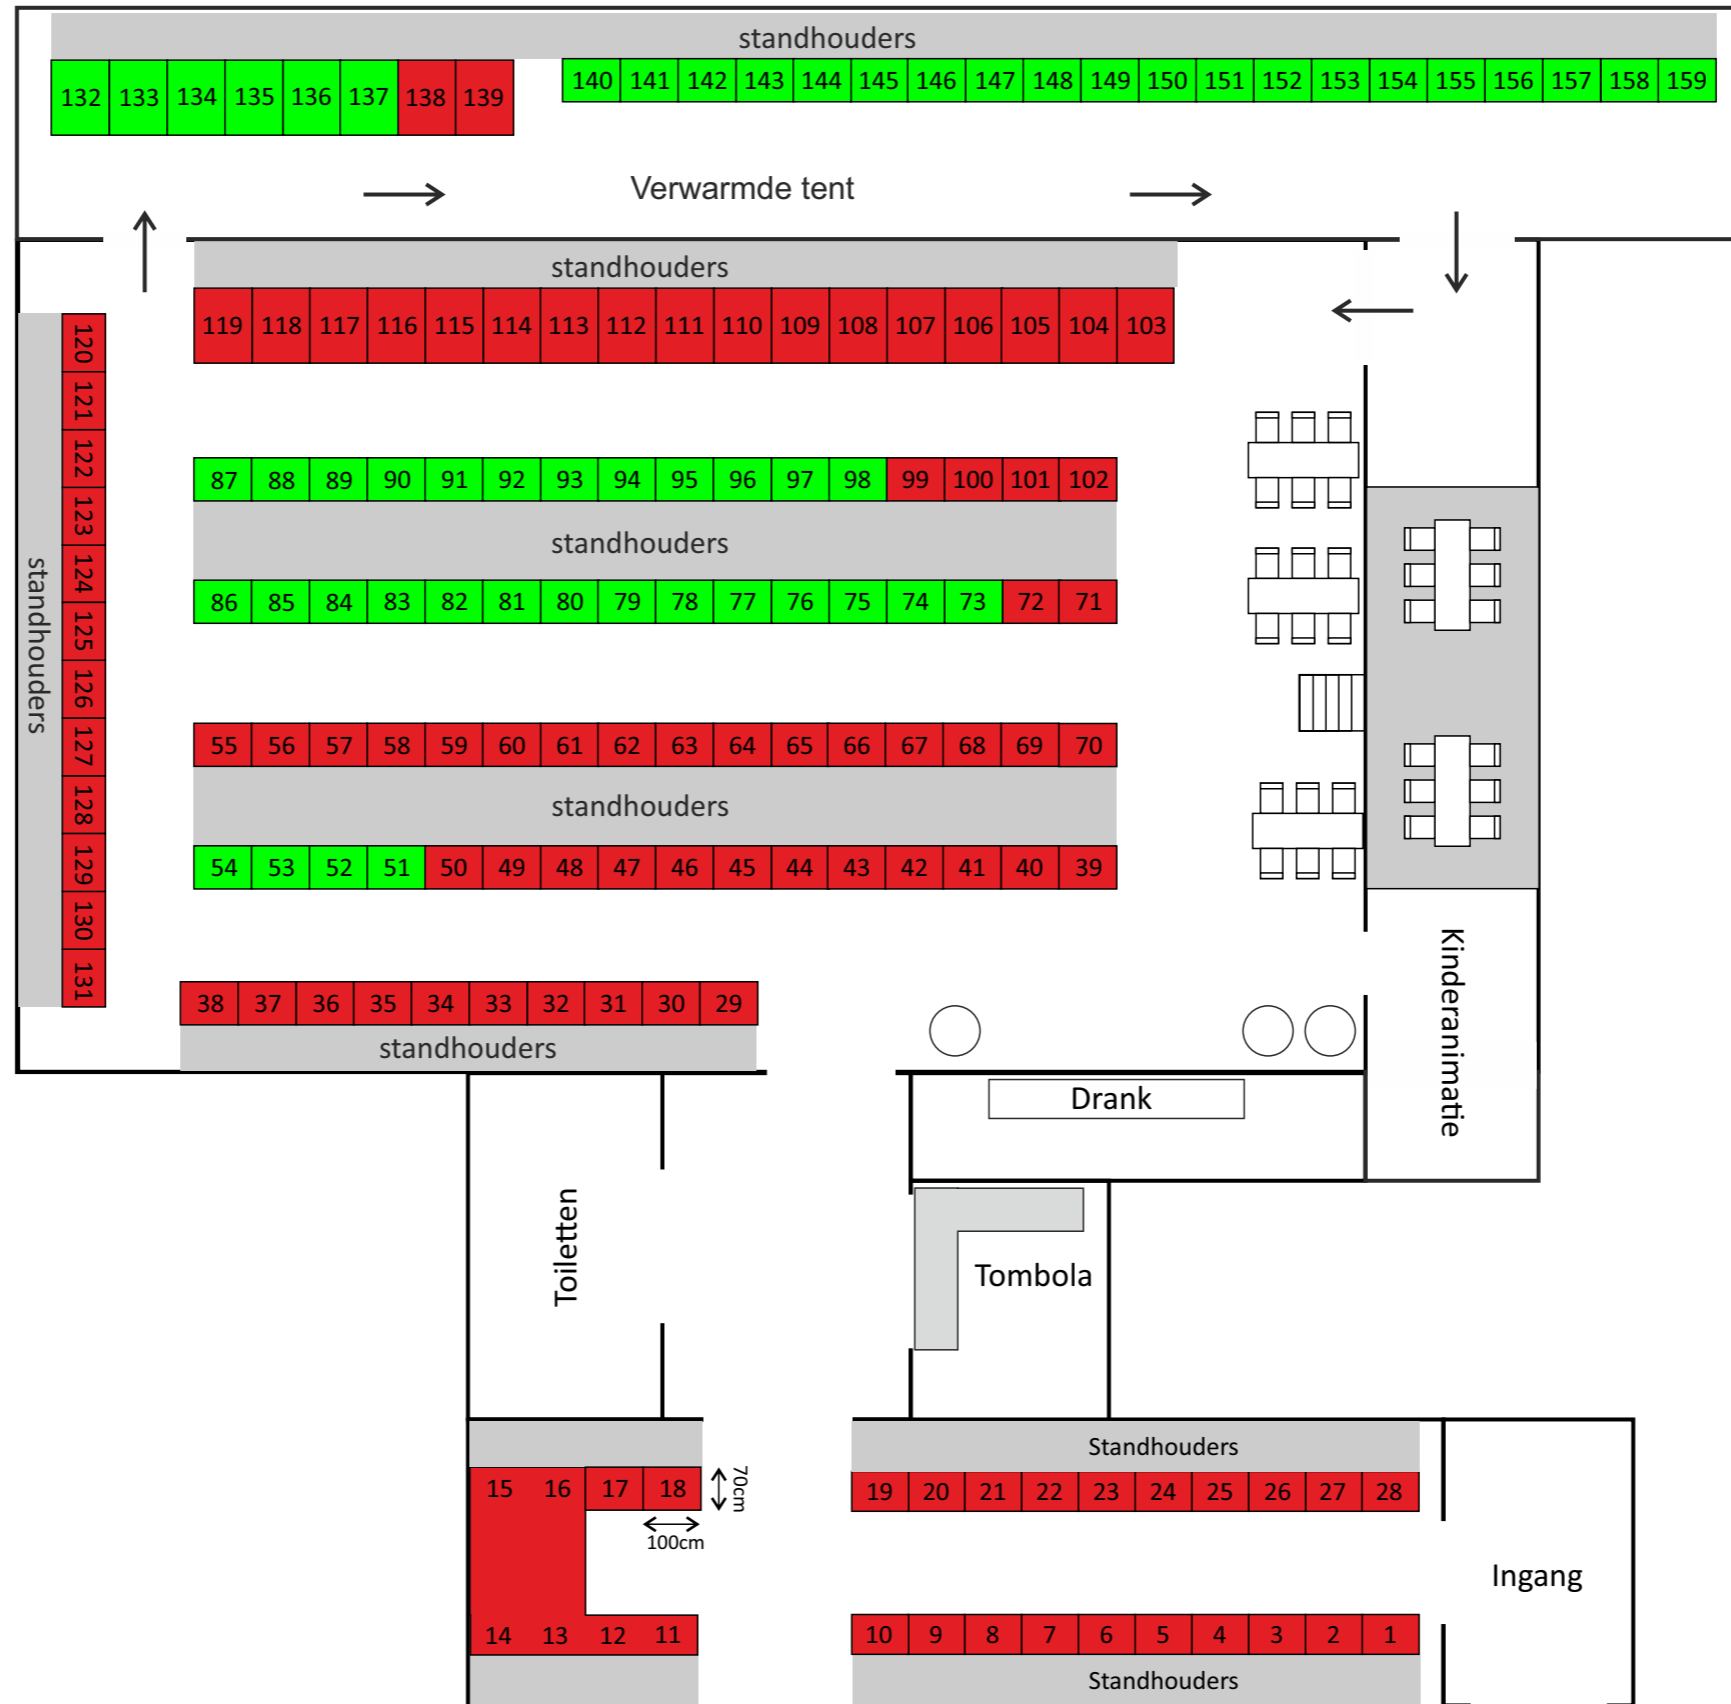 standhouders
132 133 134 135 136 137 138 139
140 141 142 143 144 145 146 147 148 149 150 151 152 153 154 155 156 157 158 159
Verwarmde tent
standhouders
119 118 117 116 115 114 113 112 111 110 109 108 107 106 105 104 103
standhouders
120 121 122 123 124 125 126 127 128 129 130 131
87 88 89 90 91 92 93 94 95 96 97 98 99 100 101 102
standhouders
86 85 84 83 82 81 80 79 78 77 76 75 74 73 72 71
55 56 57 58 59 60 61 62 63 64 65 66 67 68 69 70
standhouders
54 53 52 51 50 49 48 47 46 45 44 43 42 41 40 39
38 37 36 35 34 33 32 31 30 29
standhouders
Kinderanimatie
Drank
Toiletten
Tombola
15 16 17 18
70cm
100cm
14 13 12 11
Standhouders
19 20 21 22 23 24 25 26 27 28
Ingang
10 9 8 7 6 5 4 3 2 1
Standhouders